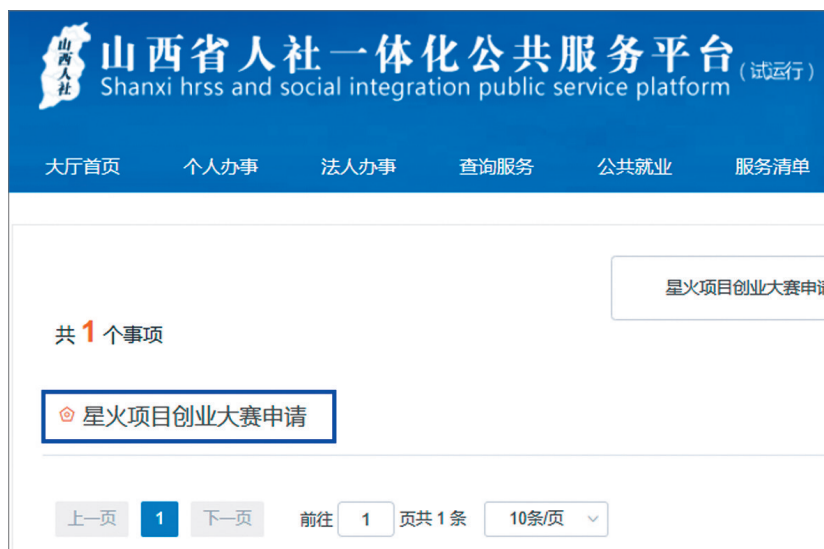 山西人社
山西省人社一体化公共服务平台(试运行)
Shanxi hrss and social integration public service platform
大厅首页 个人办事 法人办事 查询服务 公共就业 服务清单
星火项目创业大赛申请
共 1 个事项
星火项目创业大赛申请
上一页 1 下一页 前往 1 页共 1 条 10条/页